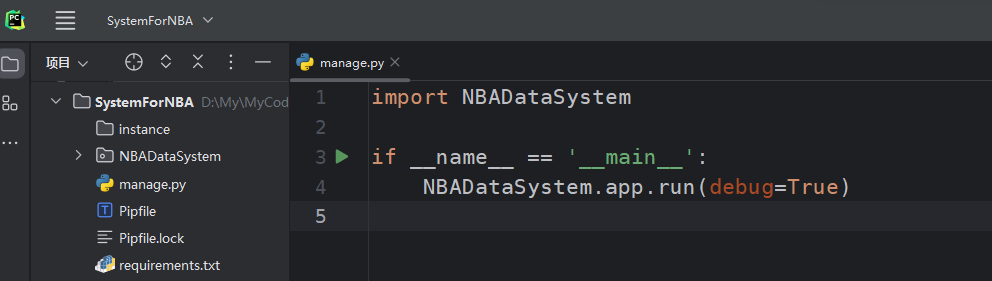 PC
SystemForNBA
项目
manage.py
SystemForNBA D:\My\MyCod
instance
NBADataSystem
manage.py
Pipfile
Pipfile.lock
requirements.txt
1 import NBADataSystem
2
3 if __name__ == '__main__':
4 NBADataSystem.app.run(debug=True)
5